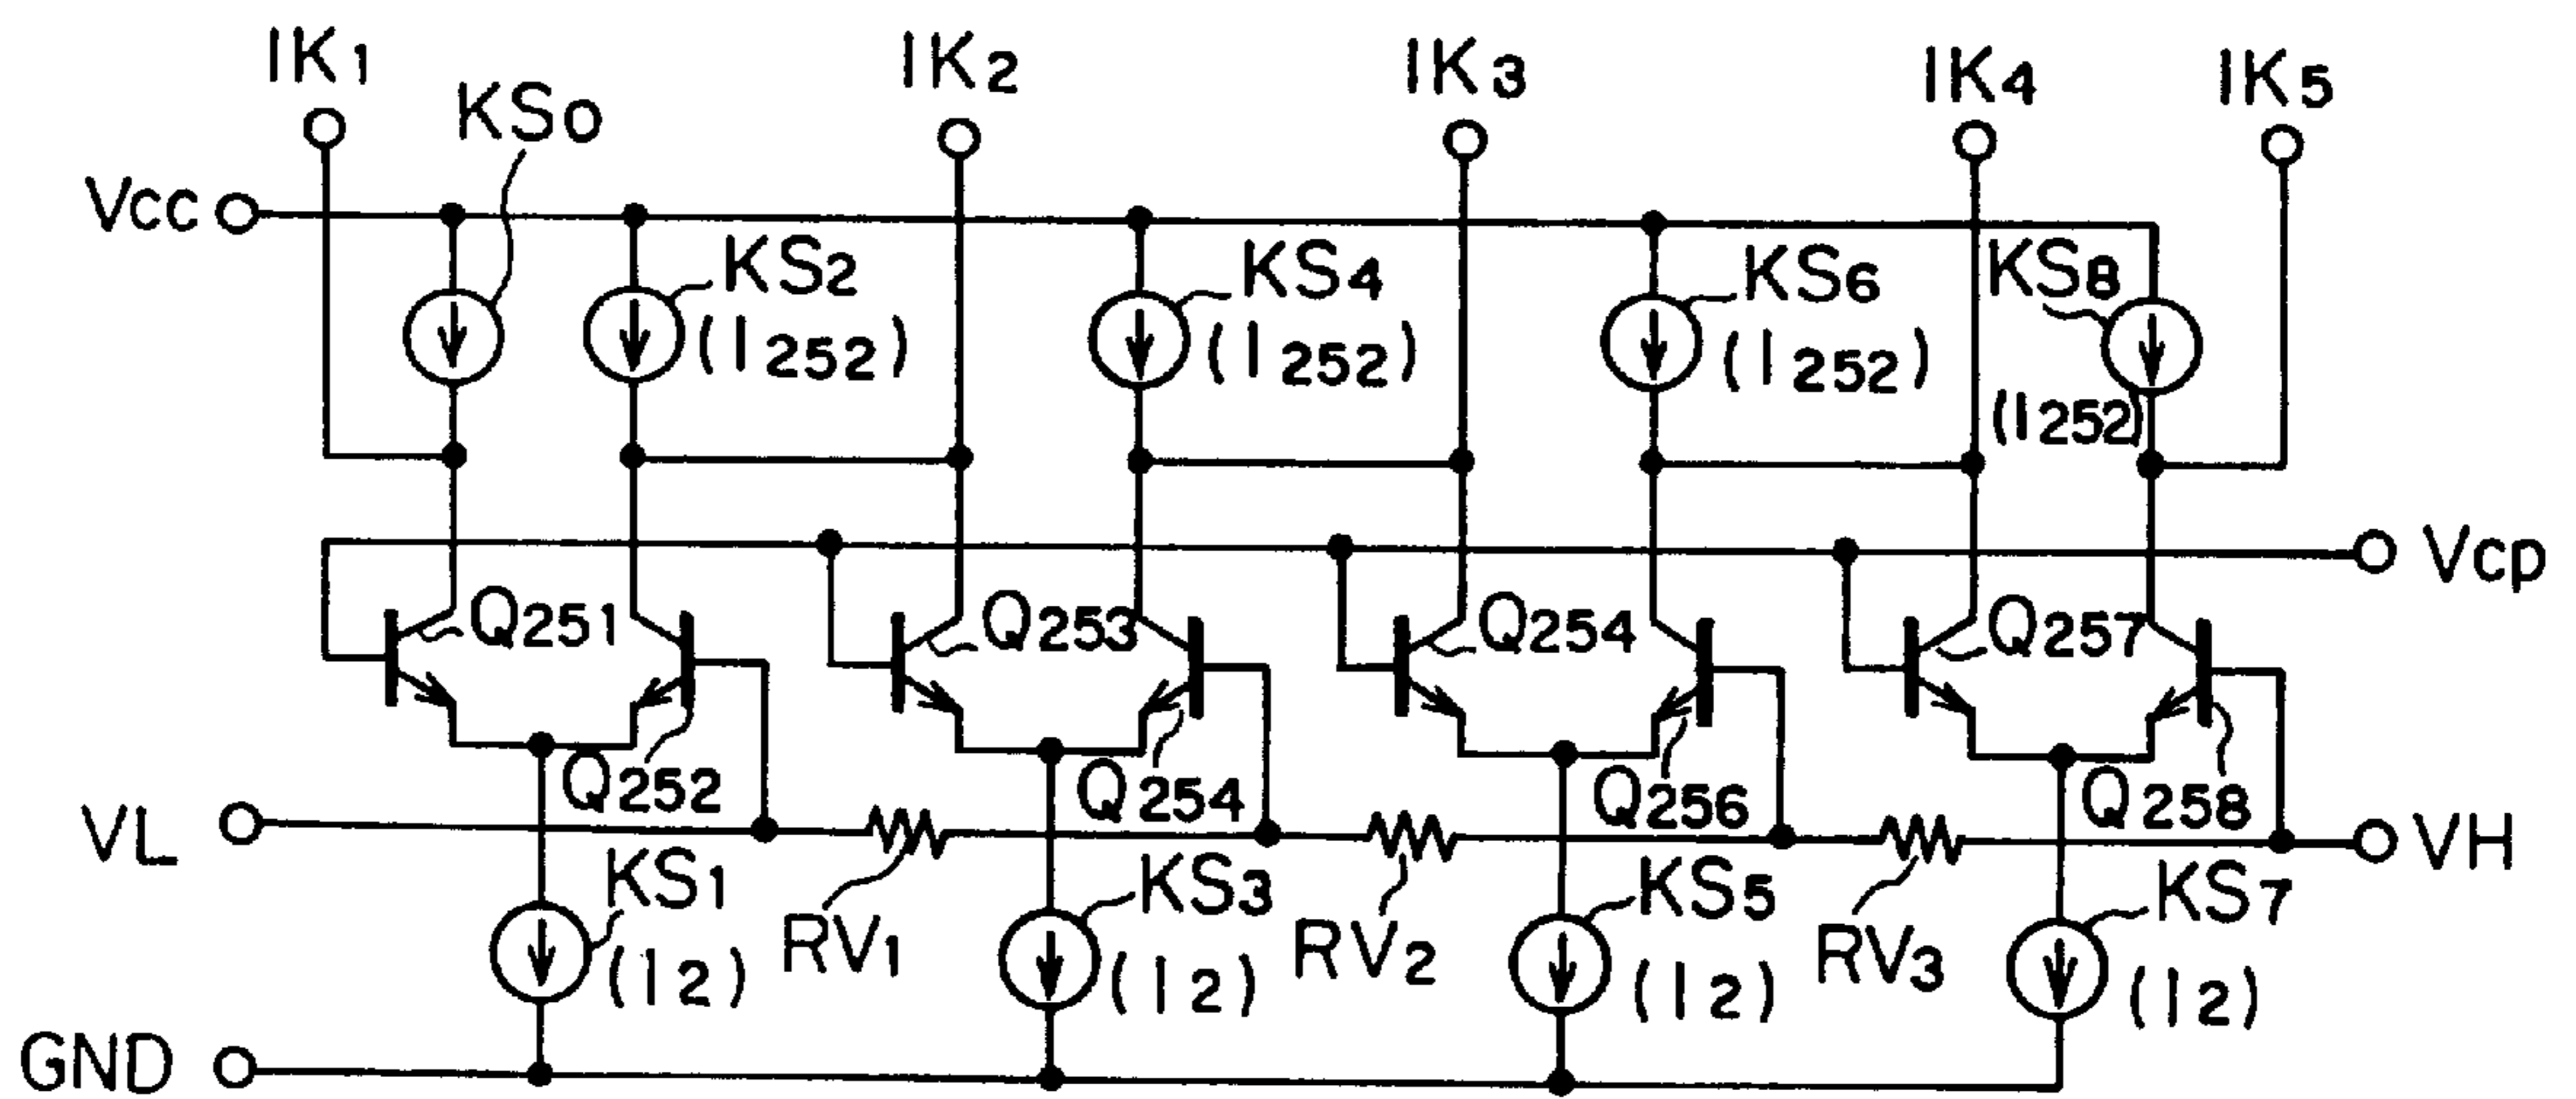 IK1
IK2
IK3
IK4
IK5
KSo
Vcc
KS2
KS4
KS6
KS8
(I252)
(I252)
(I252)
(I252)
Vcp
Q251
Q253
Q254
Q257
Q252
Q254
Q256
Q258
VL
VH
KS1
KS3
KS5
KS7
RV1
RV2
RV3
(I2)
(I2)
(I2)
(I2)
GND